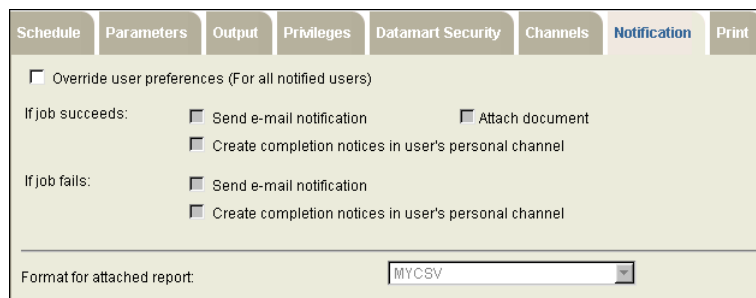 Schedule Parameters Output Privileges Datamart Security Channels Notification Print
Override user preferences (For all notified users)
If job succeeds: Send e-mail notification Attach document
Create completion notices in user's personal channel
If job fails: Send e-mail notification
Create completion notices in user's personal channel
Format for attached report: MYCSV